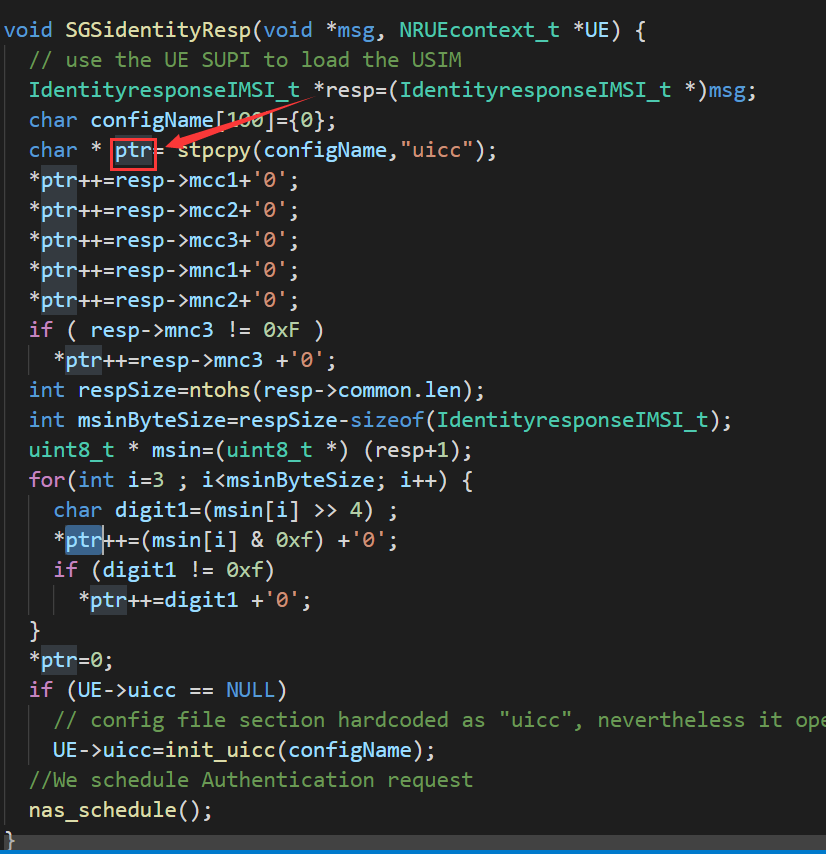 void SGSidentityResp(void *msg, NRUEcontext_t *UE) {
// use the UE SUPI to load the USIM
IdentityresponseIMSI_t *resp=(IdentityresponseIMSI_t *)msg;
char configName[100]={0};
char * ptr= stpcpy(configName,"uicc");
*ptr++=resp->mcc1+'0';
*ptr++=resp->mcc2+'0';
*ptr++=resp->mcc3+'0';
*ptr++=resp->mnc1+'0';
*ptr++=resp->mnc2+'0';
if ( resp->mnc3 != 0xF )
*ptr++=resp->mnc3 +'0';
int respSize=ntohs(resp->common.len);
int msinByteSize=respSize-sizeof(IdentityresponseIMSI_t);
uint8_t * msin=(uint8_t *) (resp+1);
for(int i=3 ; i<msinByteSize; i++) {
char digit1=(msin[i] >> 4) ;
*ptr++=(msin[i] & 0xf) +'0';
if (digit1 != 0xf)
*ptr++=digit1 +'0';
}
*ptr=0;
if (UE->uicc == NULL)
// config file section hardcoded as "uicc", nevertheless it ope
UE->uicc=init_uicc(configName);
//We schedule Authentication request
nas_schedule();
}